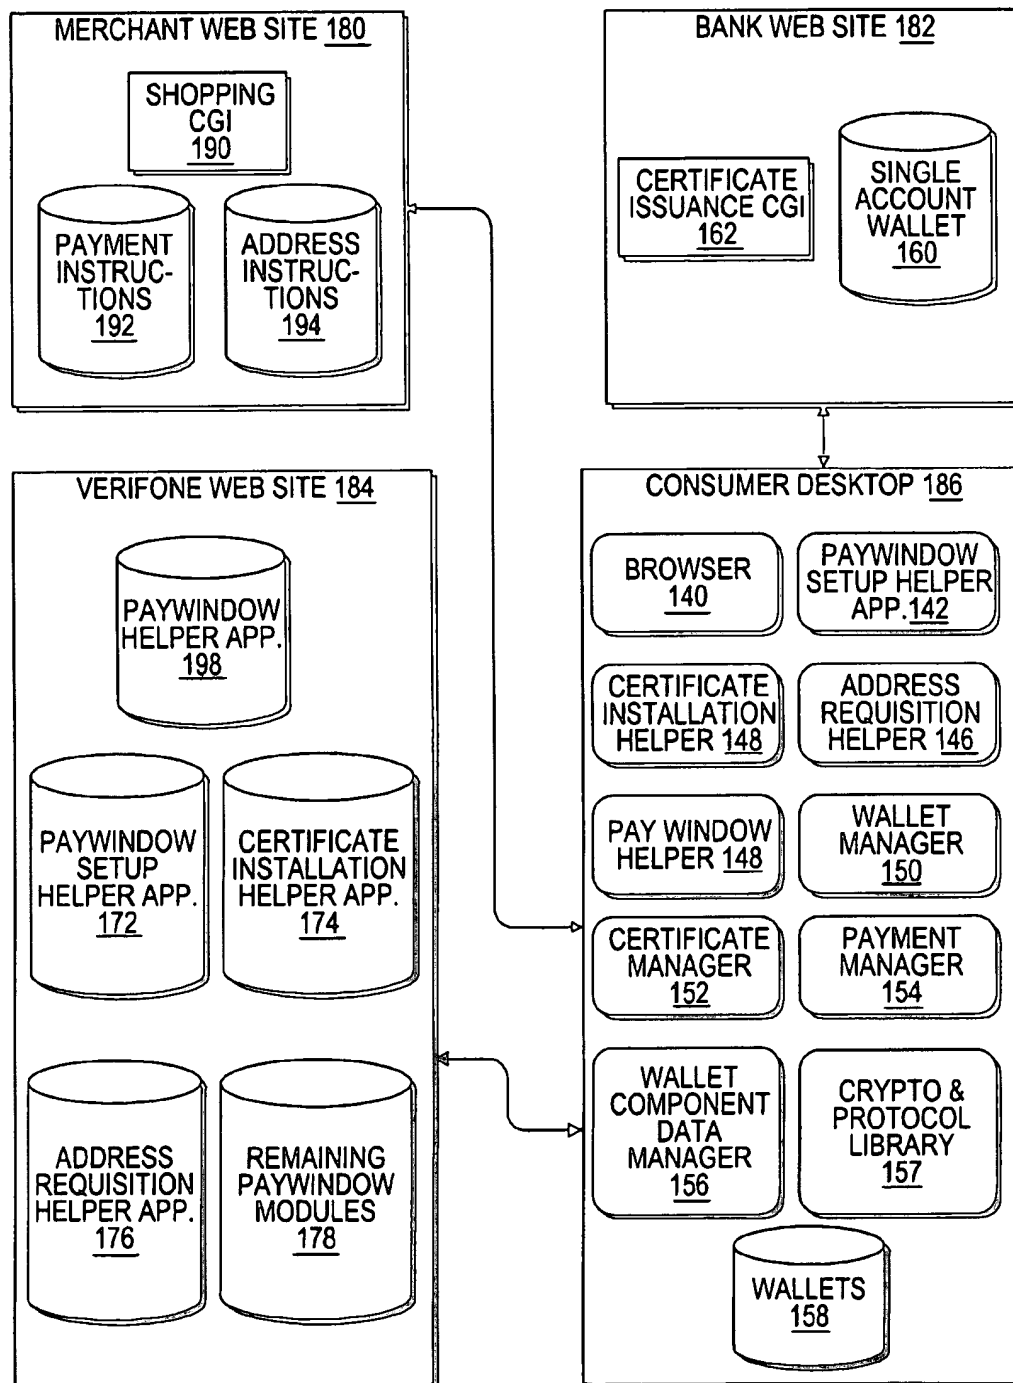 MERCHANT WEB SITE 180
SHOPPING
CGI
190
PAYMENT
INSTRUC-
TIONS
192
ADDRESS
INSTRUC-
TIONS
194
BANK WEB SITE 182
CERTIFICATE
ISSUANCE CGI
162
SINGLE
ACCOUNT
WALLET
160
VERIFONE WEB SITE 184
PAYWINDOW
HELPER APP.
198
PAYWINDOW
SETUP
HELPER APP.
172
CERTIFICATE
INSTALLATION
HELPER APP.
174
ADDRESS
REQUISITION
HELPER APP.
176
REMAINING
PAYWINDOW
MODULES
178
CONSUMER DESKTOP 186
BROWSER
140
PAYWINDOW
SETUP HELPER
APP.142
CERTIFICATE
INSTALLATION
HELPER 148
ADDRESS
REQUISITION
HELPER 146
PAY WINDOW
HELPER 148
WALLET
MANAGER
150
CERTIFICATE
MANAGER
152
PAYMENT
MANAGER
154
WALLET
COMPONENT
DATA
MANAGER
156
CRYPTO &
PROTOCOL
LIBRARY
157
WALLETS
158